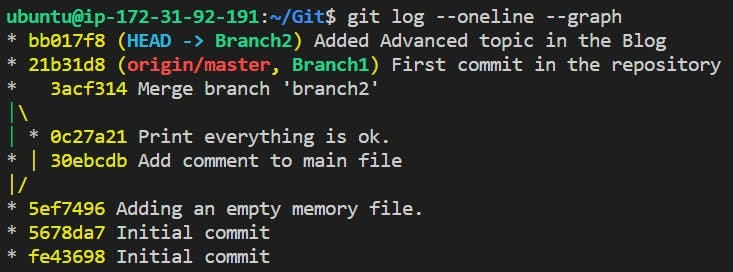 ubuntu@ip-172-31-92-191:~/Git$ git log --oneline --graph
* bb017f8 (HEAD -> Branch2) Added Advanced topic in the Blog
* 21b31d8 (origin/master, Branch1) First commit in the repository
*   3acf314 Merge branch 'branch2'
|\
| * 0c27a21 Print everything is ok.
* | 30ebcdb Add comment to main file
|/
* 5ef7496 Adding an empty memory file.
* 5678da7 Initial commit
* fe43698 Initial commit